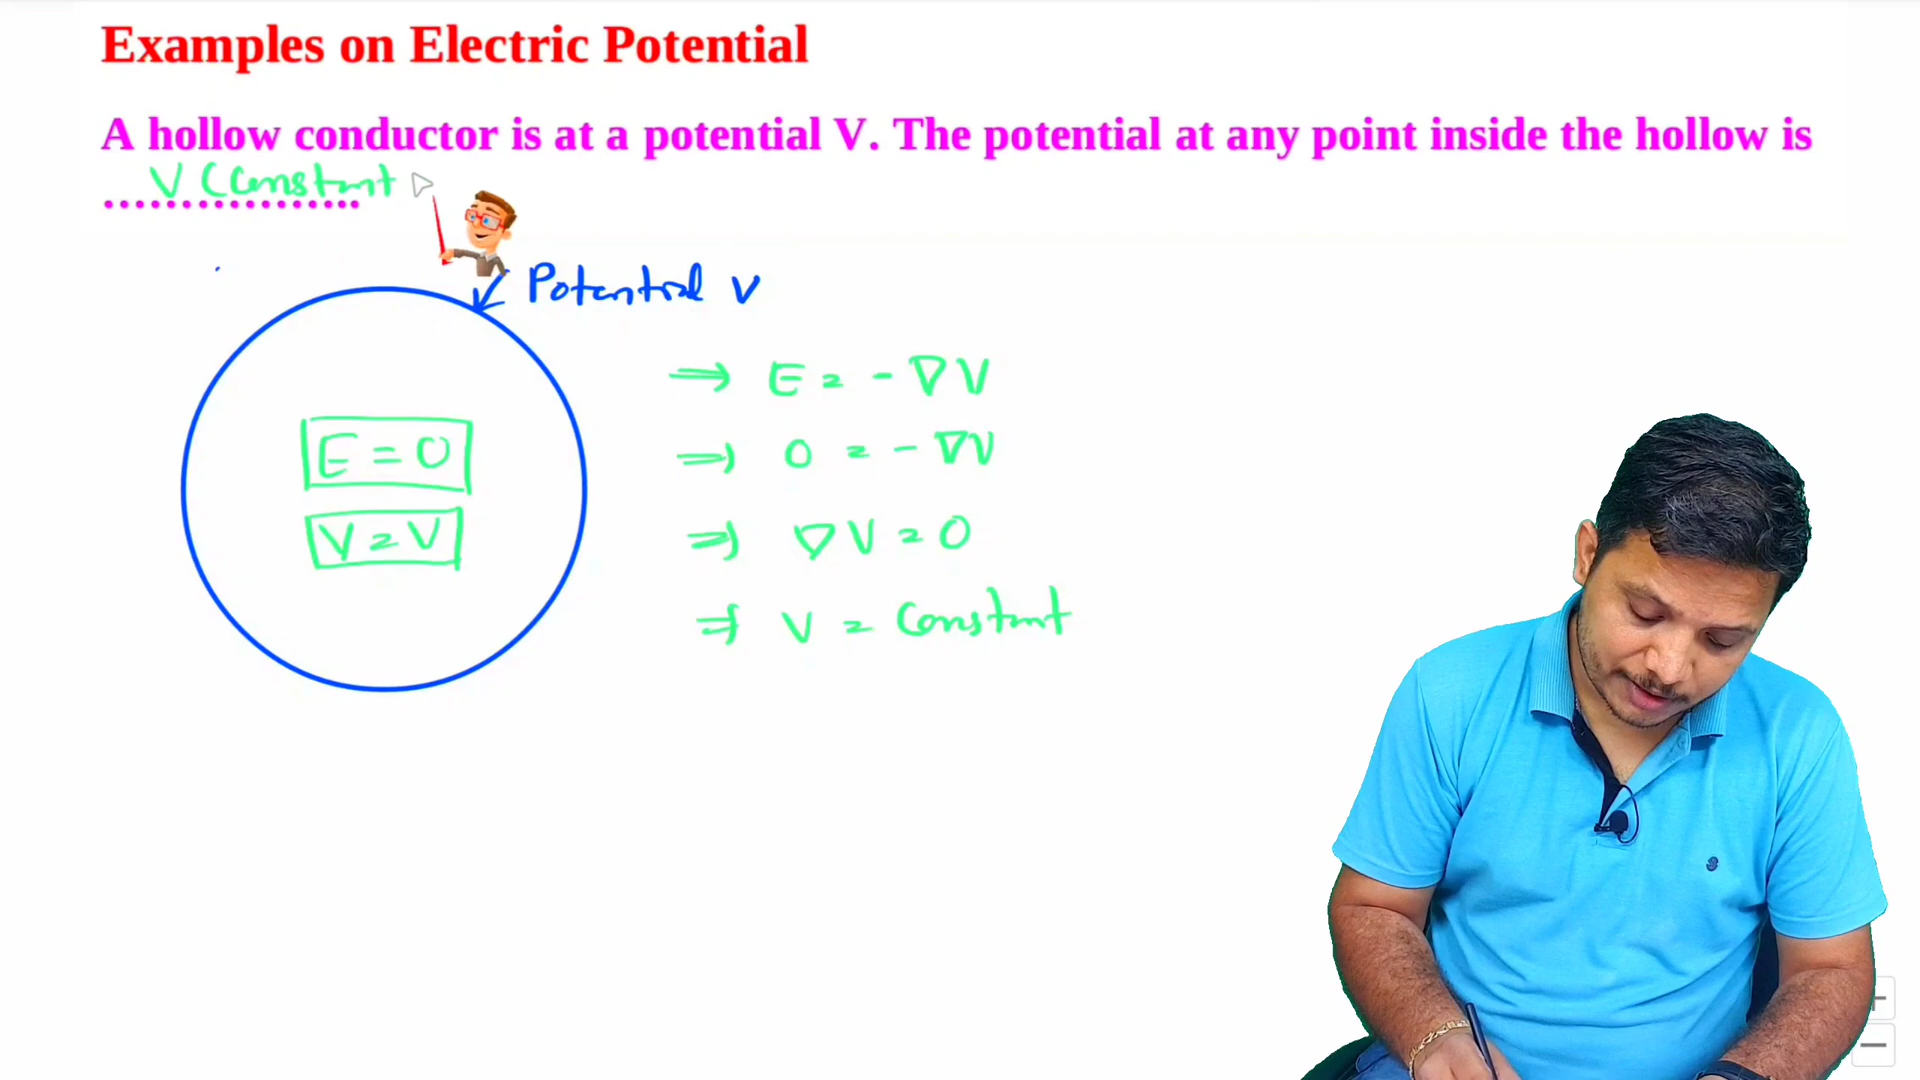 Examples on Electric Potential
A hollow conductor is at a potential V. The potential at any point inside the hollow is
.................
V (Constant
Potential V
E = 0
V = V
⇒ E = - ∇V
⇒ 0 = - ∇V
⇒ ∇V = 0
⇒ V = Constant